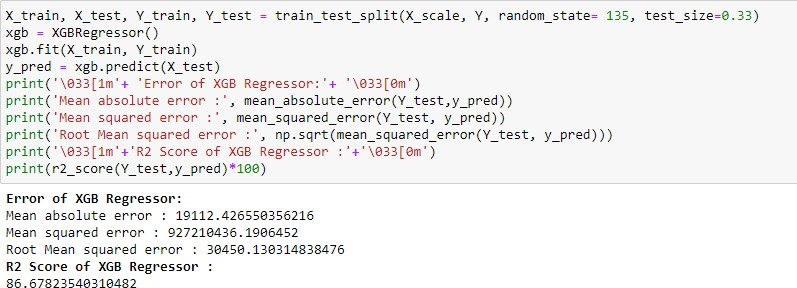 X_train, X_test, Y_train, Y_test = train_test_split(X_scale, Y, random_state= 135, test_size=0.33)
xgb = XGBRegressor()
xgb.fit(X_train, Y_train)
y_pred = xgb.predict(X_test)
print('\033[1m'+ 'Error of XGB Regressor:'+ '\033[0m')
print('Mean absolute error :', mean_absolute_error(Y_test,y_pred))
print('Mean squared error :', mean_squared_error(Y_test, y_pred))
print('Root Mean squared error :', np.sqrt(mean_squared_error(Y_test, y_pred)))
print('\033[1m'+'R2 Score of XGB Regressor :'+'\033[0m')
print(r2_score(Y_test,y_pred)*100)
Error of XGB Regressor:
Mean absolute error : 19112.426550356216
Mean squared error : 927210436.1906452
Root Mean squared error : 30450.130314838476
R2 Score of XGB Regressor :
86.67823540310482